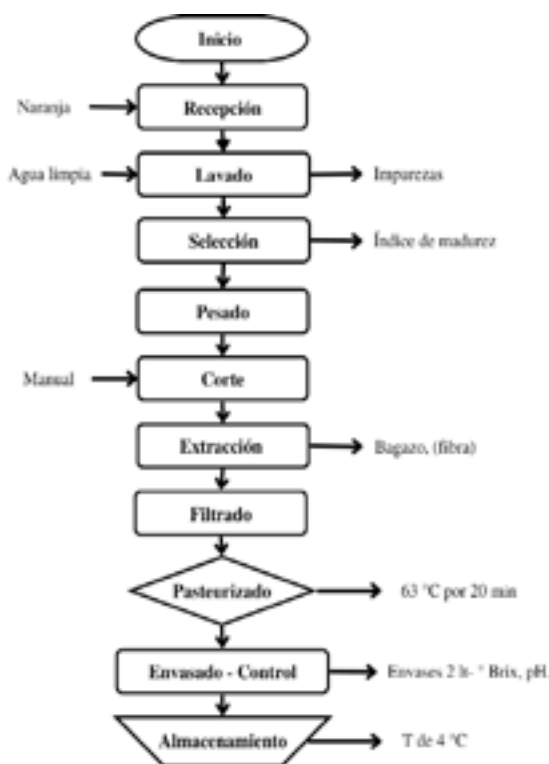 Inicio
Naranja
Recepción
Agua limpia
Lavado
Impurezas
Selección
Índice de madurez
Pesado
Manual
Corte
Extracción
Bagazo, (fibra)
Filtrado
Pasteurizado
63 °C por 20 min
Envasado - Control
Envases 2 lt- ° Brix, pH
Almacenamiento
T de 4 °C